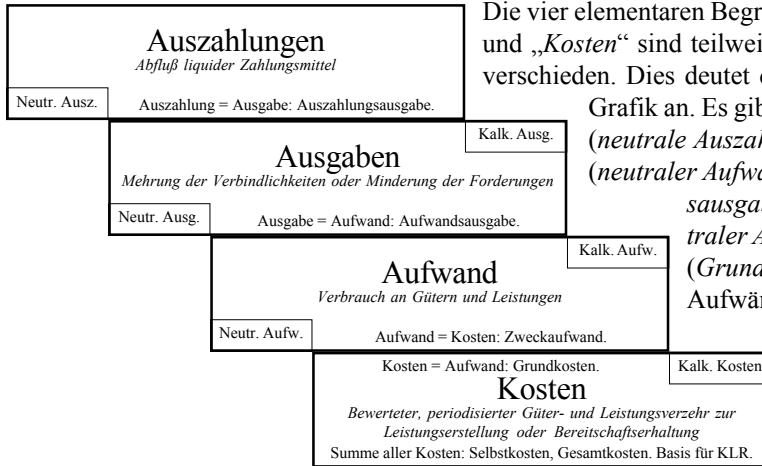 Die vier elementaren Begr
und „Kosten“ sind teilwei
verschieden. Dies deutet
Grafik an. Es gib
(neutrale Auszah
(neutraler Aufwa
sausga
traler A
(Grund
Aufwär
Auszahlungen
Abfluß liquider Zahlungsmittel
Neutr. Ausz.
Auszahlung = Ausgabe: Auszahlungsausgabe.
Kalk. Ausg.
Ausgaben
Mehrung der Verbindlichkeiten oder Minderung der Forderungen
Neutr. Ausg.
Ausgabe = Aufwand: Aufwandsausgabe.
Kalk. Aufw.
Aufwand
Verbrauch an Gütern und Leistungen
Neutr. Aufw.
Aufwand = Kosten: Zweckaufwand.
Kosten = Aufwand: Grundkosten.
Kalk. Kosten
Kosten
Bewerteter, periodisierter Güter- und Leistungsverzehr zur
Leistungserstellung oder Bereitschaftserhaltung
Summe aller Kosten: Selbstkosten, Gesamtkosten. Basis für KLR.